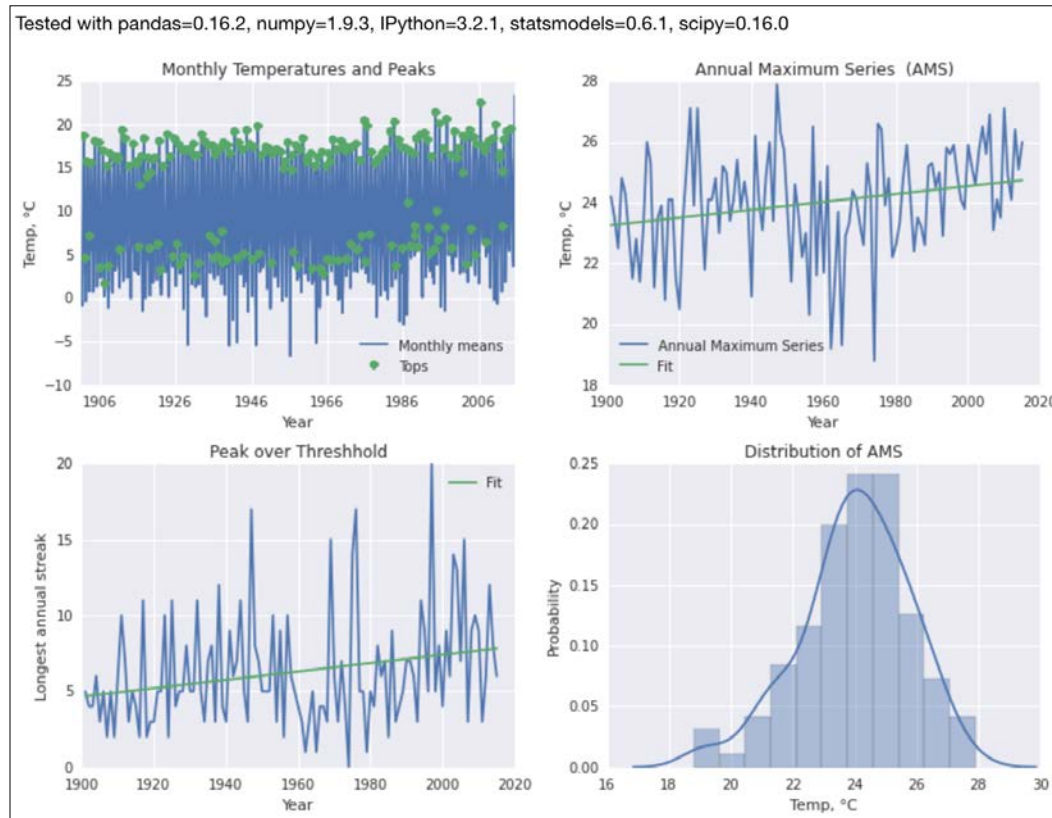 Tested with pandas=0.16.2, numpy=1.9.3, IPython=3.2.1, statsmodels=0.6.1, scipy=0.16.0
Monthly Temperatures and Peaks
25
20
15
10
5
0
−5
−10
Temp, °C
Monthly means
Tops
1906 1926 1946 1966 1986 2006
Year
Annual Maximum Series (AMS)
28
26
24
22
20
18
Temp, °C
Annual Maximum Series
Fit
1900 1920 1940 1960 1980 2000 2020
Year
Peak over Threshhold
20
15
10
5
0
Longest annual streak
Fit
1900 1920 1940 1960 1980 2000 2020
Year
Distribution of AMS
0.25
0.20
0.15
0.10
0.05
0.00
Probability
16 18 20 22 24 26 28 30
Temp, °C